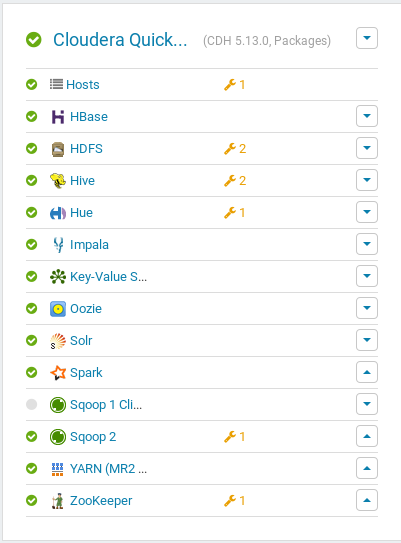 Cloudera Quick... (CDH 5.13.0, Packages)
Hosts 1
HBase
HDFS 2
Hive 2
Hue 1
Impala
Key-Value S...
Oozie
Solr
Spark
Sqoop 1 Cli...
Sqoop 2 1
YARN (MR2 ...
ZooKeeper 1